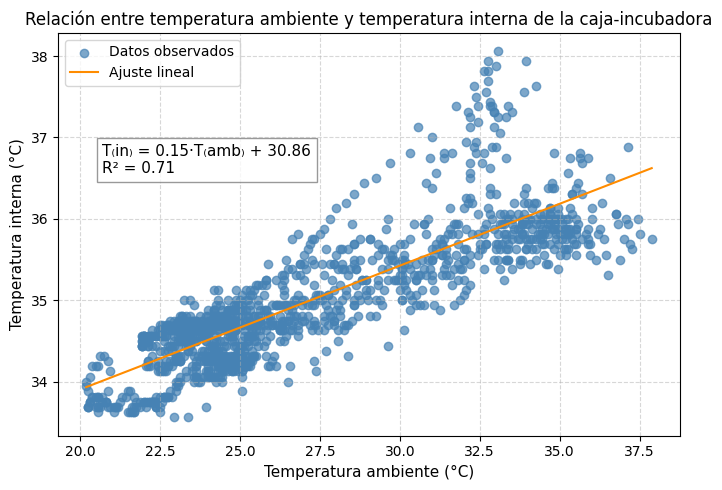 Relación entre temperatura ambiente y temperatura interna de la caja-incubadora
Datos observados
Ajuste lineal
T₍in₎ = 0.15·T₍amb₎ + 30.86
R² = 0.71
Temperatura interna (°C)
38
37
36
35
34
20.0 22.5 25.0 27.5 30.0 32.5 35.0 37.5
Temperatura ambiente (°C)